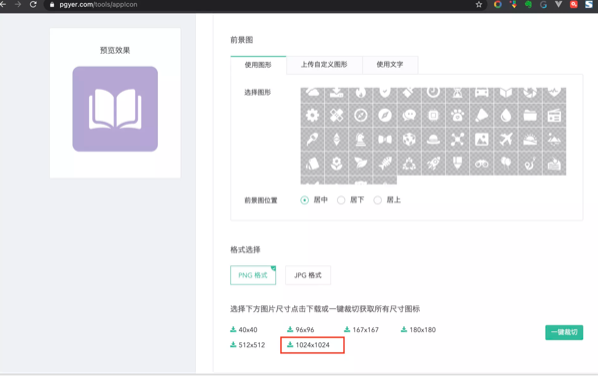 pgyer.com/tools/appIcon
预览效果
前景图
使用图形
上传自定义图形
使用文字
选择图形
前景图位置
居中
居下
居上
格式选择
PNG 格式
JPG 格式
选择下方图片尺寸点击下载或一键裁切获取所有尺寸图标
40x40
96x96
167x167
180x180
一键裁切
512x512
1024x1024